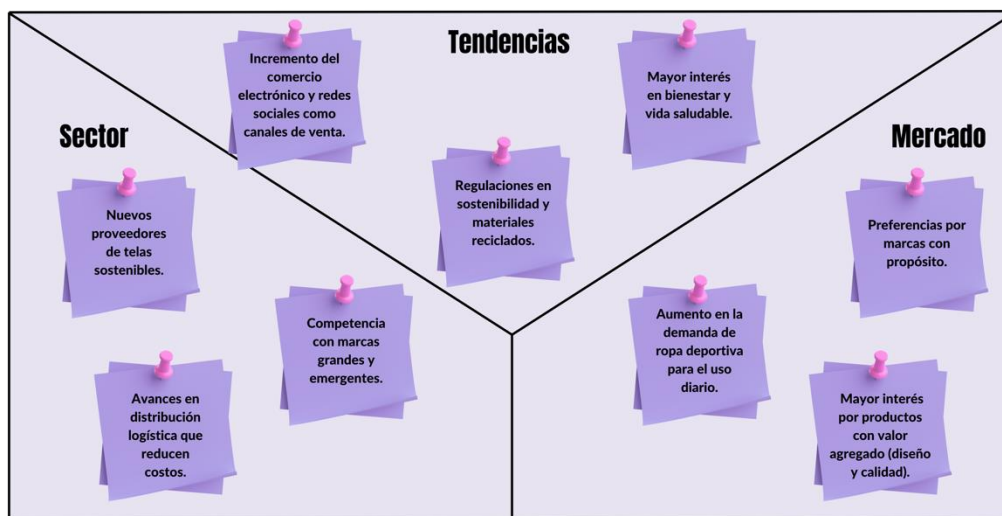 Tendencias
Incremento del
comercio
electrónico y redes
sociales como
canales de venta.
Mayor interés
en bienestar y
vida saludable.
Regulaciones en
sostenibilidad y
materiales
reciclados.
Sector
Nuevos
proveedores
de telas
sostenibles.
Competencia
con marcas
grandes y
emergentes.
Avances en
distribución
logística que
reducen
costos.
Mercado
Preferencias por
marcas con
propósito.
Aumento en la
demanda de
ropa deportiva
para el uso
diario.
Mayor interés
por productos
con valor
agregado (diseño
y calidad).